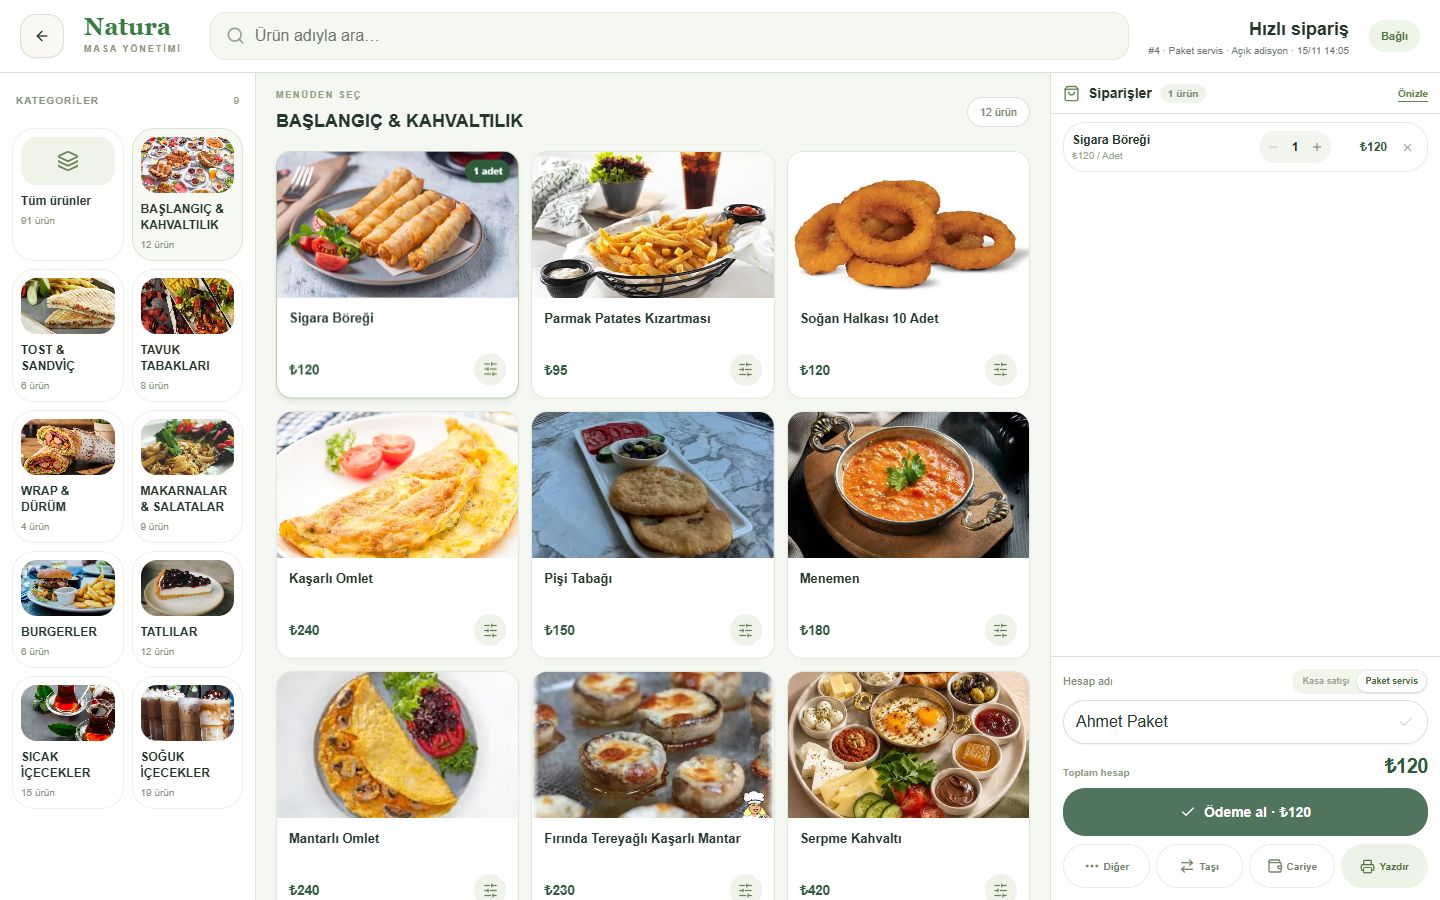 Natura
MASA YÖNETİMİ
Ürün adıyla ara...
Hızlı sipariş
#4 · Paket servis · Açık adisyon · 15/11 14:05
Bağlı
KATEGORİLER
9
Tüm ürünler
91 ürün
BAŞLANGIÇ &
KAHVALTILIK
12 ürün
TOST &
SANDVİÇ
6 ürün
TAVUK
TABAKLARI
8 ürün
WRAP &
DÜRÜM
4 ürün
MAKARNALAR
& SALATALAR
9 ürün
BURGERLER
6 ürün
TATLILAR
12 ürün
SICAK
İÇECEKLER
15 ürün
SOĞUK
İÇECEKLER
19 ürün
MENÜDEN SEÇ
BAŞLANGIÇ & KAHVALTILIK
12 ürün
1 adet
Sigara Böreği
₺120
Parmak Patates Kızartması
₺95
Soğan Halkası 10 Adet
₺120
Kaşarlı Omlet
₺240
Pişi Tabağı
₺150
Menemen
₺180
Mantarlı Omlet
₺240
Fırında Tereyağlı Kaşarlı Mantar
₺230
Serpme Kahvaltı
₺420
Siparişler
1 ürün
Önizle
Sigara Böreği
₺120 / Adet
1
₺120
Hesap adı
Kasa satışı
Paket servis
Ahmet Paket
Toplam hesap
₺120
Ödeme al · ₺120
Diğer
Taşı
Cariye
Yazdır